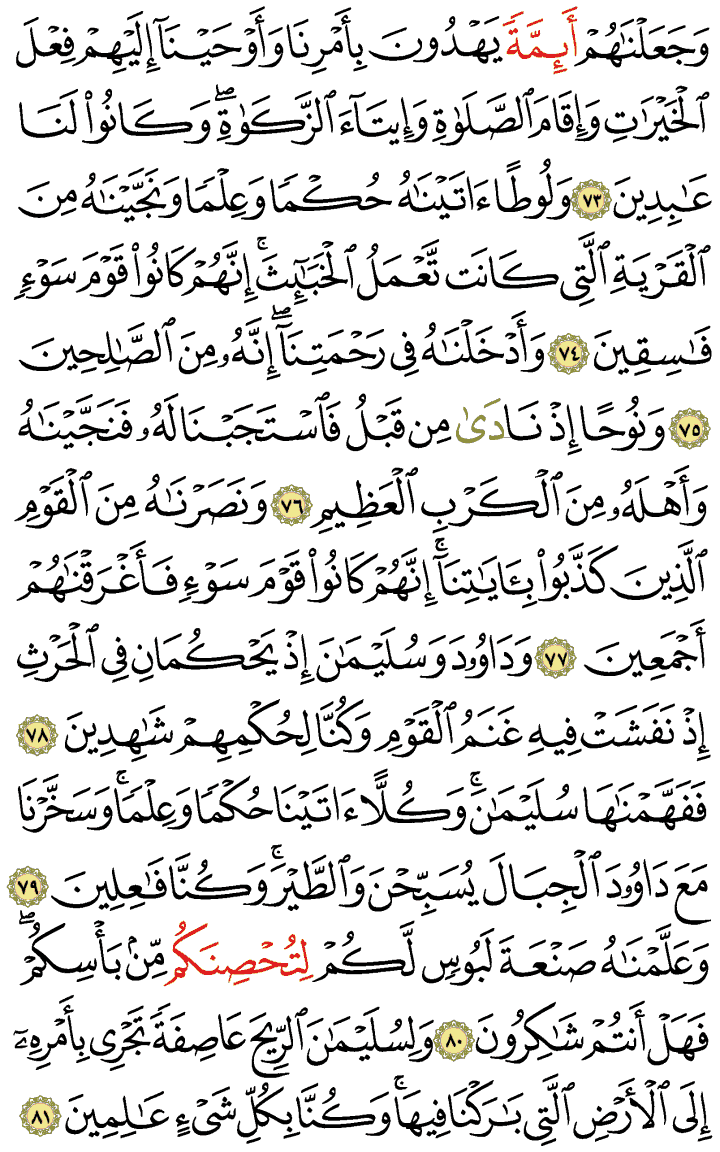 وَجَعَلْنَٰهُمْ أَئِمَّةً يَهْدُونَ بِأَمْرِنَا وَأَوْحَيْنَآ إِلَيْهِمْ فِعْلَ
ٱلْخَيْرَٰتِ وَإِقَامَ ٱلصَّلَوٰةِ وَإِيتَآءَ ٱلزَّكَوٰةِۖ وَكَانُوا۟ لَنَا
عَٰبِدِينَ ٧٣ وَلُوطًا ءَاتَيْنَٰهُ حُكْمًا وَعِلْمًا وَنَجَّيْنَٰهُ مِنَ
ٱلْقَرْيَةِ ٱلَّتِى كَانَت تَّعْمَلُ ٱلْخَبَٰٓئِثَۚ إِنَّهُمْ كَانُوا۟ قَوْمَ سَوْءٍ
فَٰسِقِينَ ٧٤ وَأَدْخَلْنَٰهُ فِى رَحْمَتِنَآۖ إِنَّهُۥ مِنَ ٱلصَّٰلِحِينَ
٧٥ وَنُوحًا إِذْ نَادَىٰ مِن قَبْلُ فَٱسْتَجَبْنَا لَهُۥ فَنَجَّيْنَٰهُ
وَأَهْلَهُۥ مِنَ ٱلْكَرْبِ ٱلْعَظِيمِ ٧٦ وَنَصَرْنَٰهُ مِنَ ٱلْقَوْمِ
ٱلَّذِينَ كَذَّبُوا۟ بِـَٔايَٰتِنَآۚ إِنَّهُمْ كَانُوا۟ قَوْمَ سَوْءٍ فَأَغْرَقْنَٰهُمْ
أَجْمَعِينَ ٧٧ وَدَاوُۥدَ وَسُلَيْمَٰنَ إِذْ يَحْكُمَانِ فِى ٱلْحَرْثِ
إِذْ نَفَشَتْ فِيهِ غَنَمُ ٱلْقَوْمِ وَكُنَّا لِحُكْمِهِمْ شَٰهِدِينَ ٧٨
فَفَهَّمْنَٰهَا سُلَيْمَٰنَۚ وَكُلًّا ءَاتَيْنَا حُكْمًا وَعِلْمًاۚ وَسَخَّرْنَا
مَعَ دَاوُۥدَ ٱلْجِبَالَ يُسَبِّحْنَ وَٱلطَّيْرَۚ وَكُنَّا فَٰعِلِينَ ٧٩
وَعَلَّمْنَٰهُ صَنْعَةَ لَبُوسٍ لَّكُمْ لِتُحْصِنَكُم مِّنۢ بَأْسِكُمْۖ
فَهَلْ أَنتُمْ شَٰكِرُونَ ٨٠ وَلِسُلَيْمَٰنَ ٱلرِّيحَ عَاصِفَةً تَجْرِى بِأَمْرِهِۦٓ
إِلَى ٱلْأَرْضِ ٱلَّتِى بَٰرَكْنَا فِيهَاۚ وَكُنَّا بِكُلِّ شَىْءٍ عَٰلِمِينَ ٨١